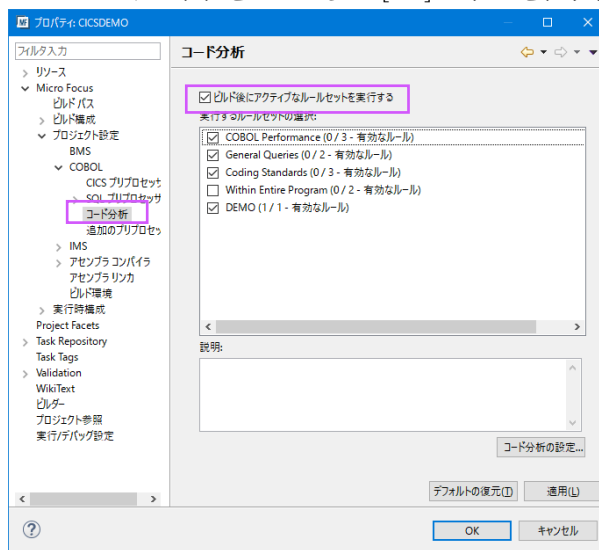 プロパティ: CICSDEMO
フィルタ入力
コード分析
リソース
Micro Focus
ビルド パス
ビルド構成
プロジェクト設定
BMS
COBOL
CICS プリプロセッサ
SQL プリプロセッサ
コード分析
追加のプリプロセッ
IMS
アセンブラ コンパイラ
アセンブラ リンカ
ビルド環境
実行時構成
Project Facets
Task Repository
Task Tags
Validation
WikiText
ビルダー
プロジェクト参照
実行/デバッグ設定
ビルド後にアクティブなルールセットを実行する
実行するルールセットの選択:
COBOL Performance (0 / 3 - 有効なルール)
General Queries (0 / 2 - 有効なルール)
Coding Standards (0 / 3 - 有効なルール)
Within Entire Program (0 / 2 - 有効なルール)
DEMO (1 / 1 - 有効なルール)
説明:
コード分析の設定...
デフォルトの復元(D)
適用(L)
OK
キャンセル